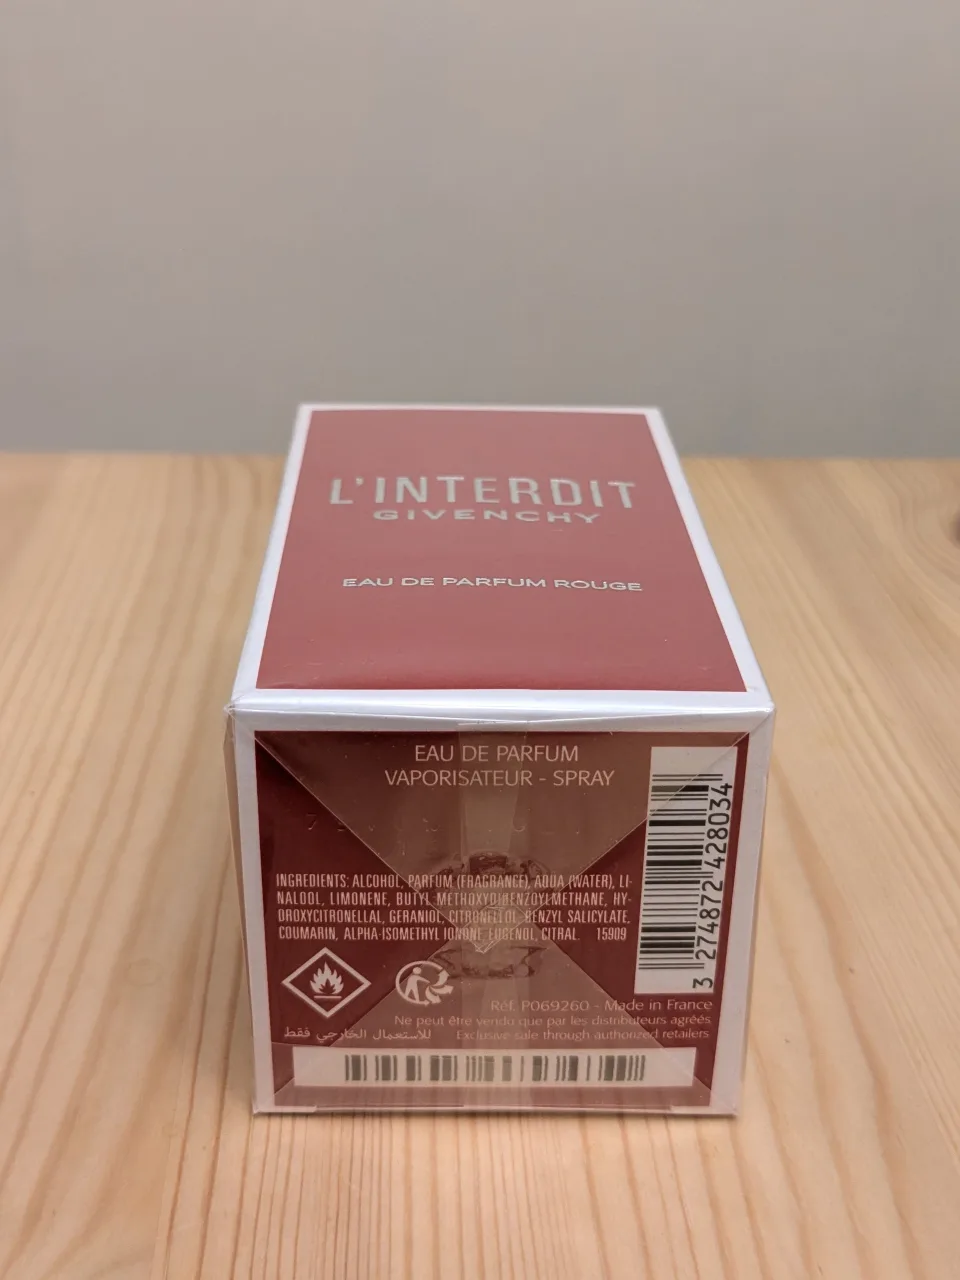 L'INTERDIT
GIVENCHY
EAU DE PARFUM ROUGE
EAU DE PARFUM
VAPORISATEUR - SPRAY
INGREDIENTS: ALCOHOL, PARFUM (FRAGRANCE), AQUA (WATER), LI-
NALOOL, LIMONENE, BUTYL METHOXYDIBENZOYLMETHANE, HY-
DROXYCITRONELLAL, GERANIOL, CITRONELLOL, BENZYL SALICYLATE,
COUMARIN, ALPHA-ISOMETHYL IONONE, EUGENOL, CITRAL. 15909
3 274872 428034
Réf. P069260 - Made in France
Ne peut être vendu que par les distributeurs agréés
للاستعمال الخارجي فقط Exclusive sale through authorized retailers